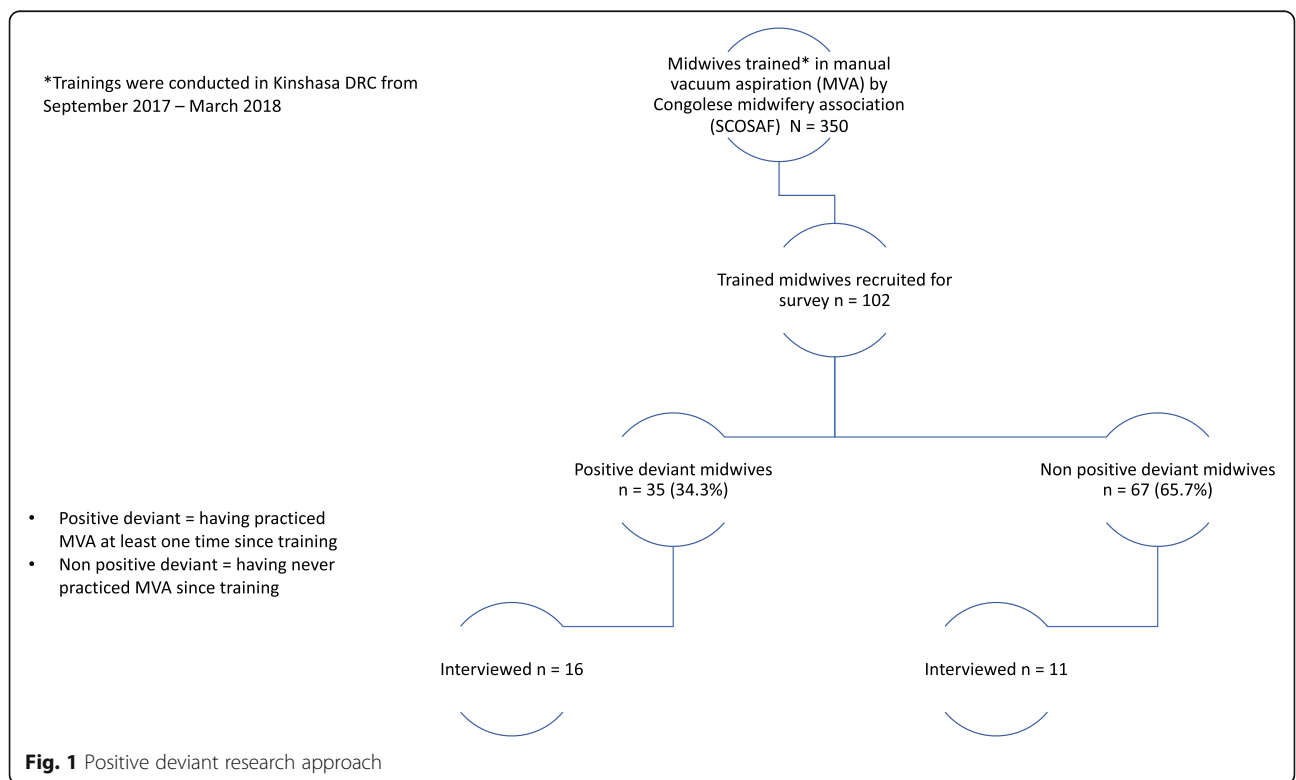 *Trainings were conducted in Kinshasa DRC from
September 2017 – March 2018
Midwives trained* in manual
vacuum aspiration (MVA) by
Congolese midwifery association
(SCOSAF)  N = 350
Trained midwives recruited for
survey n = 102
Positive deviant midwives
n = 35 (34.3%)
Non positive deviant midwives
n = 67 (65.7%)
• Positive deviant = having practiced
MVA at least one time since training
• Non positive deviant = having never
practiced MVA since training
Interviewed n = 16
Interviewed n = 11
Fig. 1 Positive deviant research approach